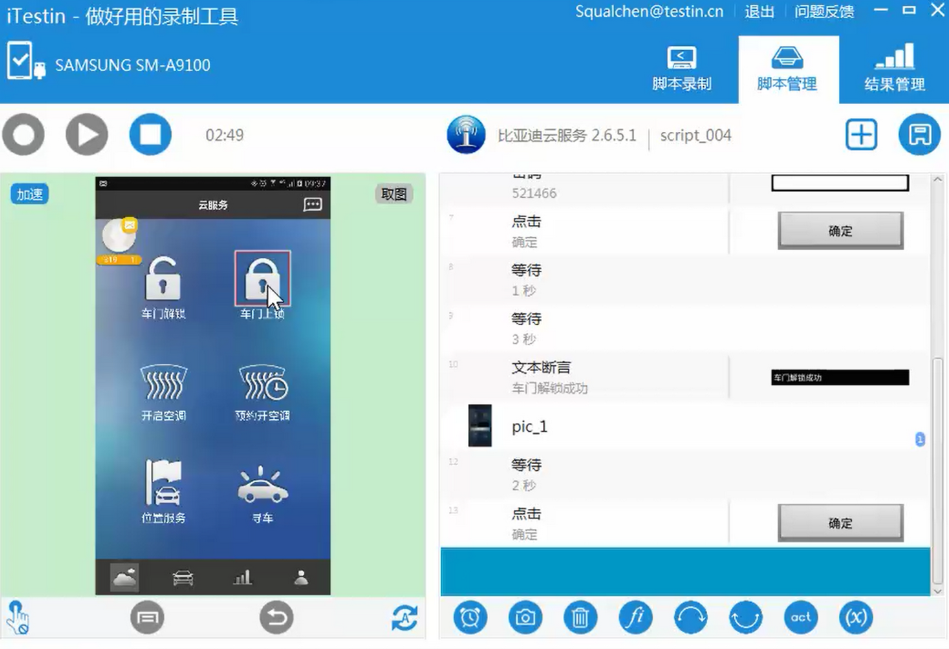 iTestin - 做好用的录制工具
Squalchen@testin.cn 退出 问题反馈
SAMSUNG SM-A9100
脚本录制 脚本管理 结果管理
02:49
比亚迪云服务 2.6.5.1 script_004
加速
取图
09:37
云服务
车门解锁 车门上锁
开启空调 预约开空调
位置服务 寻车
521466
7 点击
确定
确定
8 等待
1 秒
9 等待
3 秒
10 文本断言
车门解锁成功
车门解锁成功
pic_1
1
12 等待
2 秒
13 点击
确定
确定
fi
act
(x)